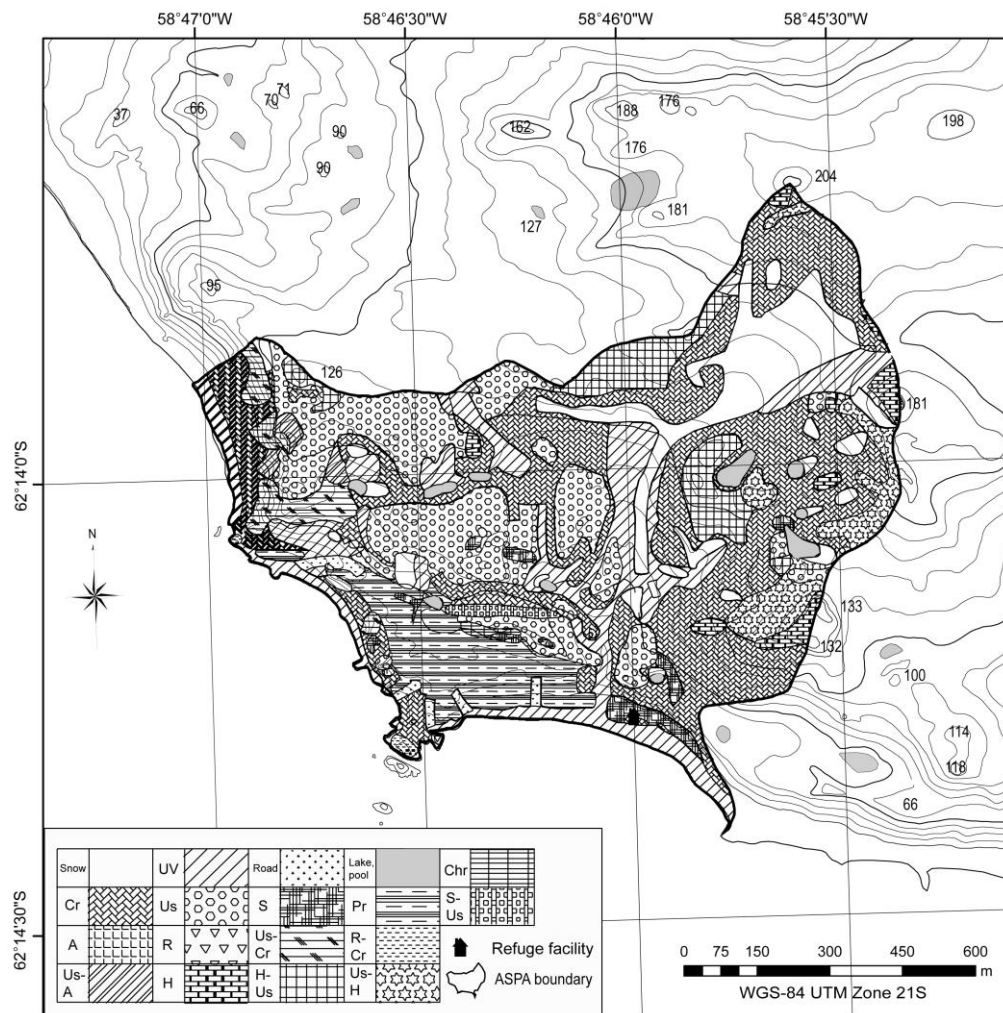 58°47'0"W 58°46'30"W 58°46'0"W 58°45'30"W
71
70
66
37
90
90
162
188
176
198
176
204
181
127
95
126
181
62°14'0"S
N
133
132
100
114
118
66
62°14'30"S
Snow UV Road Lake, pool Chr
Cr Us S Pr S-Us
A R Us-Cr R-Cr Refuge facility
Us-A H H-Us Us-H ASPA boundary
0 75 150 300 450 600
m
WGS-84 UTM Zone 21S